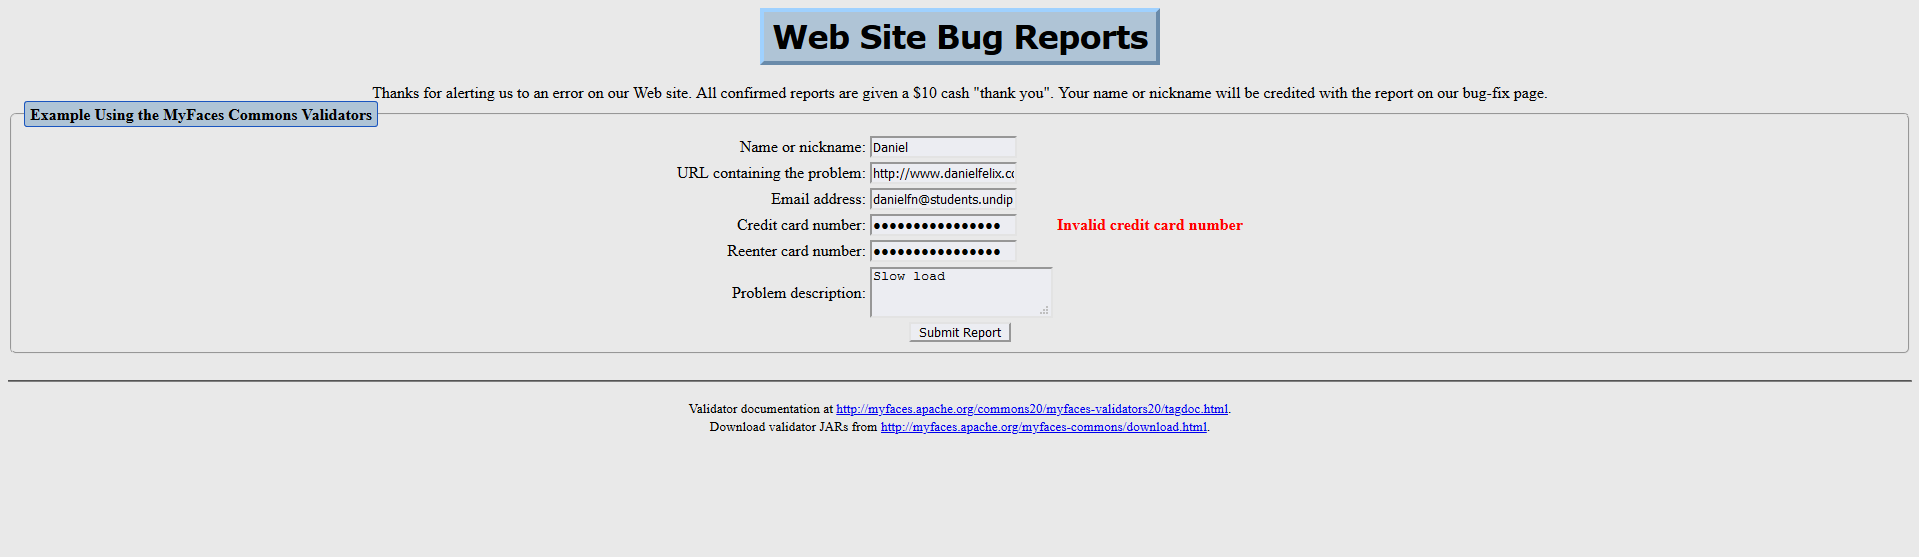 Web Site Bug Reports
Thanks for alerting us to an error on our Web site. All confirmed reports are given a $10 cash "thank you". Your name or nickname will be credited with the report on our bug-fix page.
Example Using the MyFaces Commons Validators
Name or nickname: Daniel
URL containing the problem: http://www.danielfelix.co
Email address: danielfn@students.undip
Credit card number: ●●●●●●●●●●●●●●●● Invalid credit card number
Reenter card number: ●●●●●●●●●●●●●●●●
Slow load
Problem description:
Submit Report
Validator documentation at http://myfaces.apache.org/commons20/myfaces-validators20/tagdoc.html.
Download validator JARs from http://myfaces.apache.org/myfaces-commons/download.html.